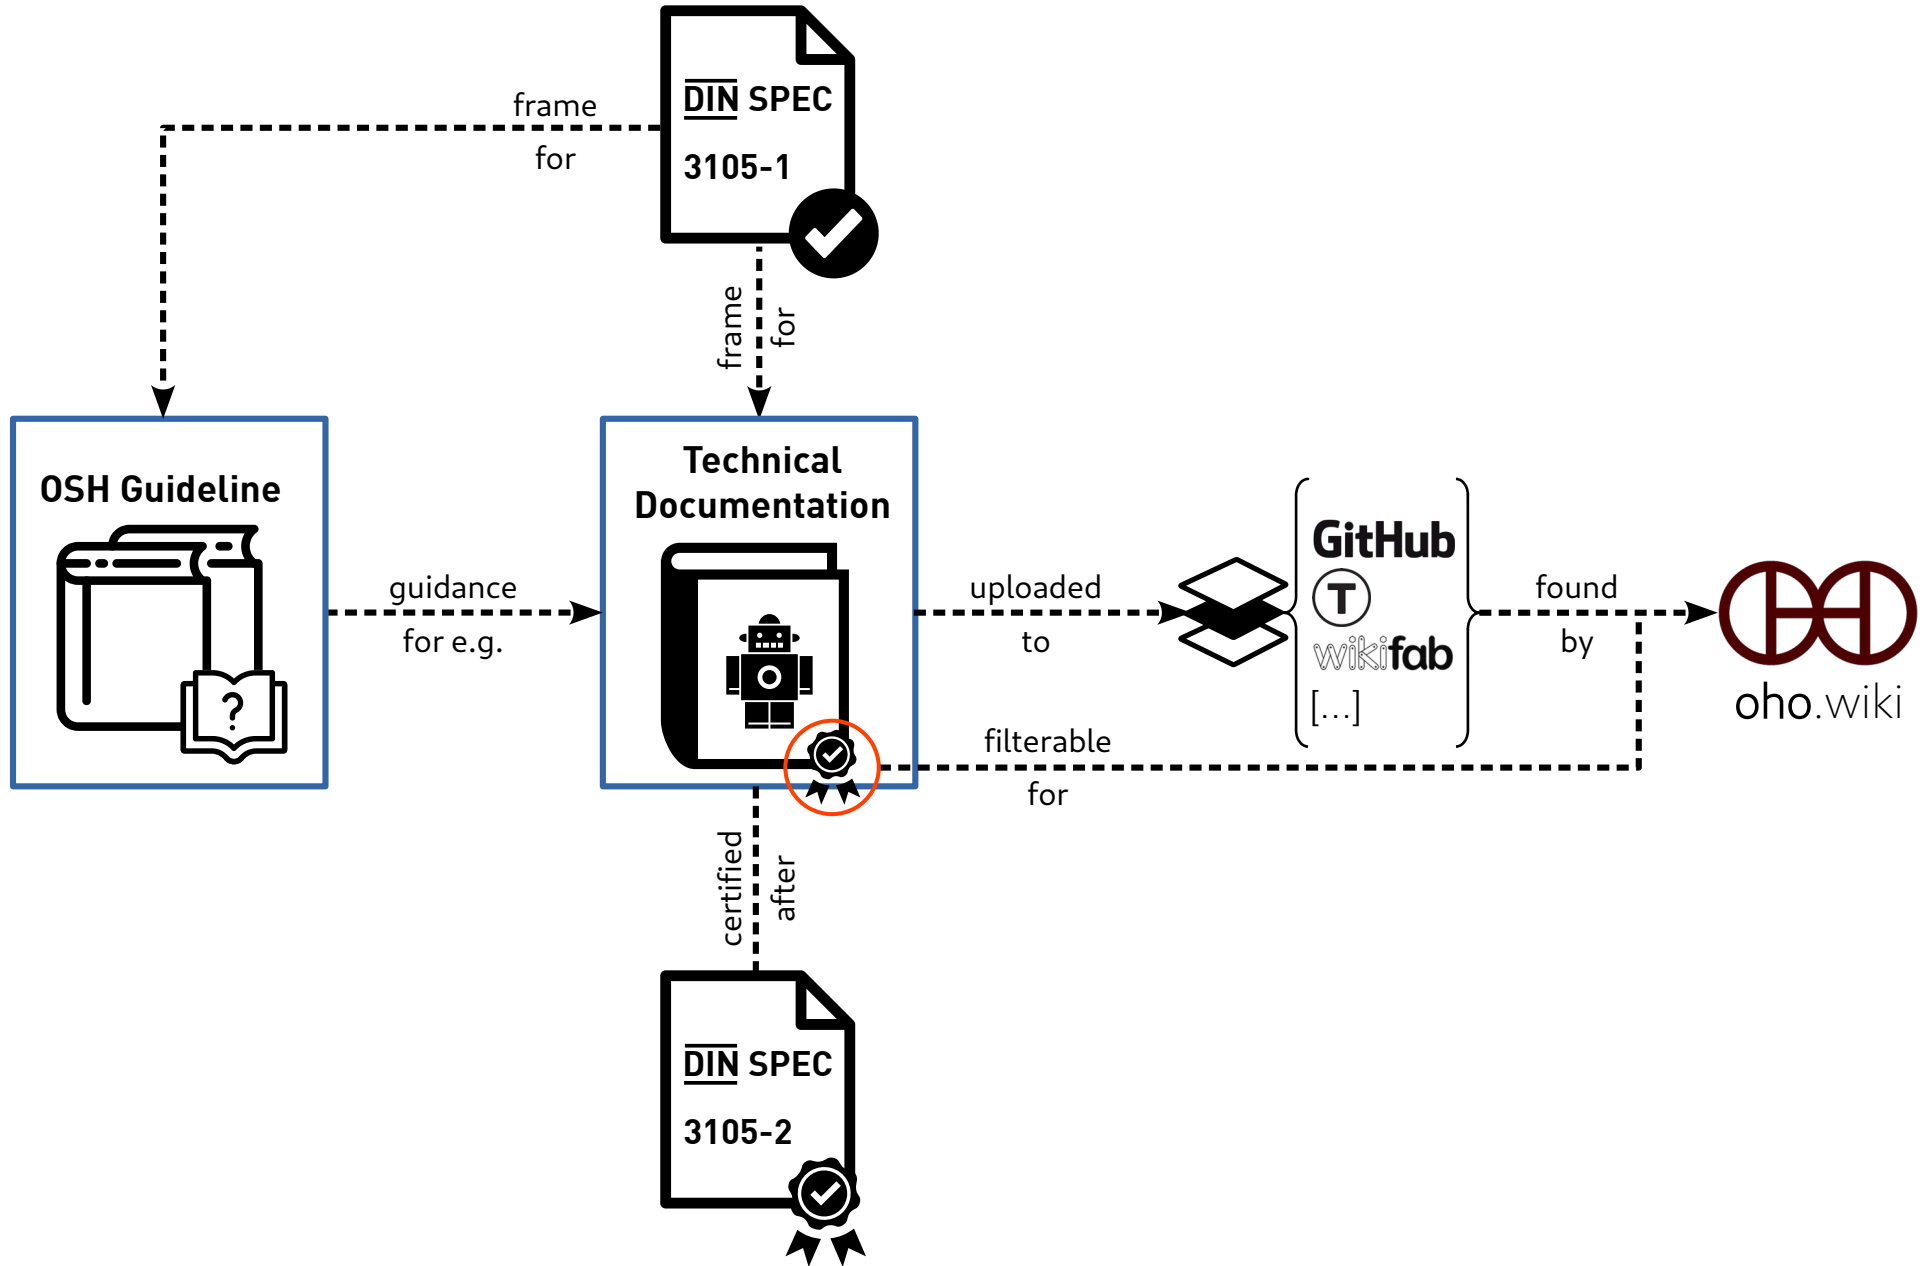 DIN SPEC
3105-1
frame
for
frame
for
OSH Guideline
?
guidance
for e.g.
Technical
Documentation
uploaded
to
GitHub
T
wikifab
[...]
found
by
oho.wiki
filterable
for
certified
after
DIN SPEC
3105-2